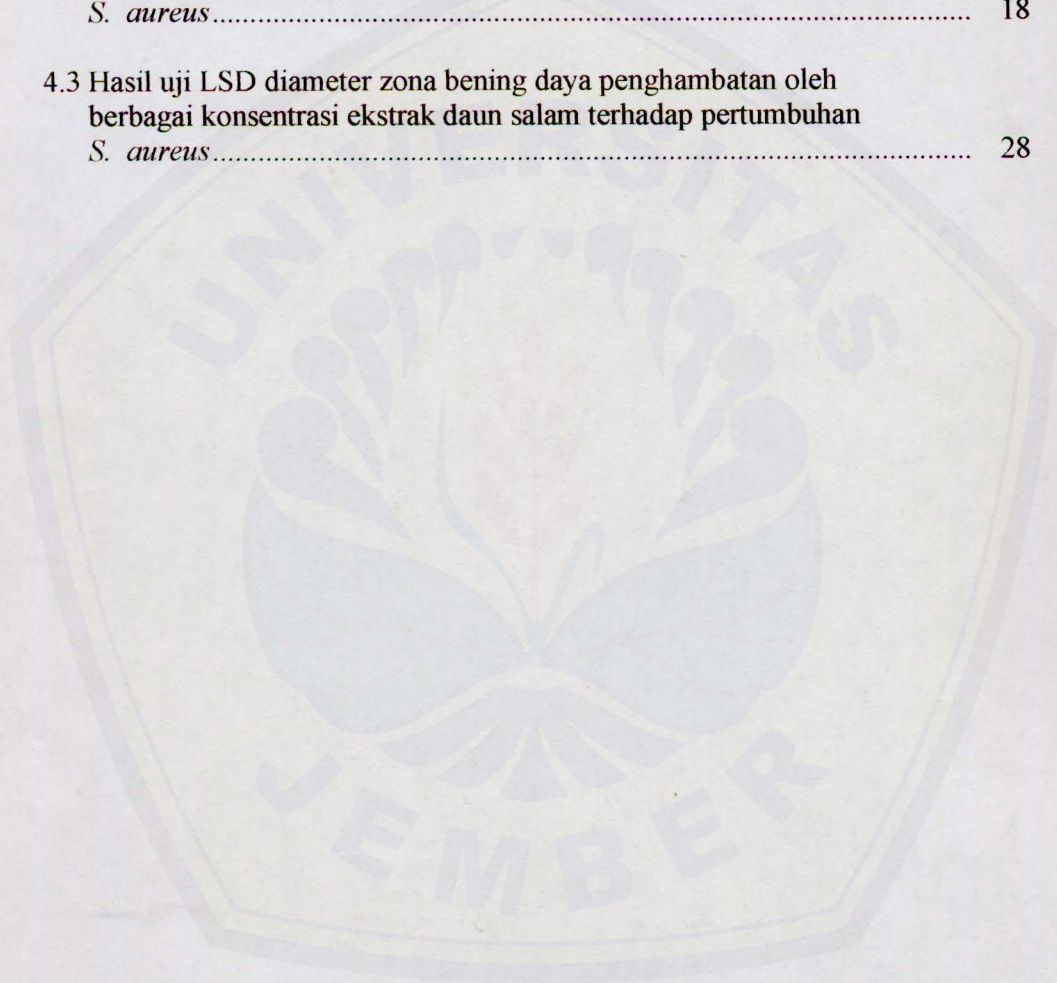 S. aureus........................................................................................................ 18
4.3 Hasil uji LSD diameter zona bening daya penghambatan oleh
berbagai konsentrasi ekstrak daun salam terhadap pertumbuhan
S. aureus........................................................................................................ 28
UNIVERSITAS
JEMBER